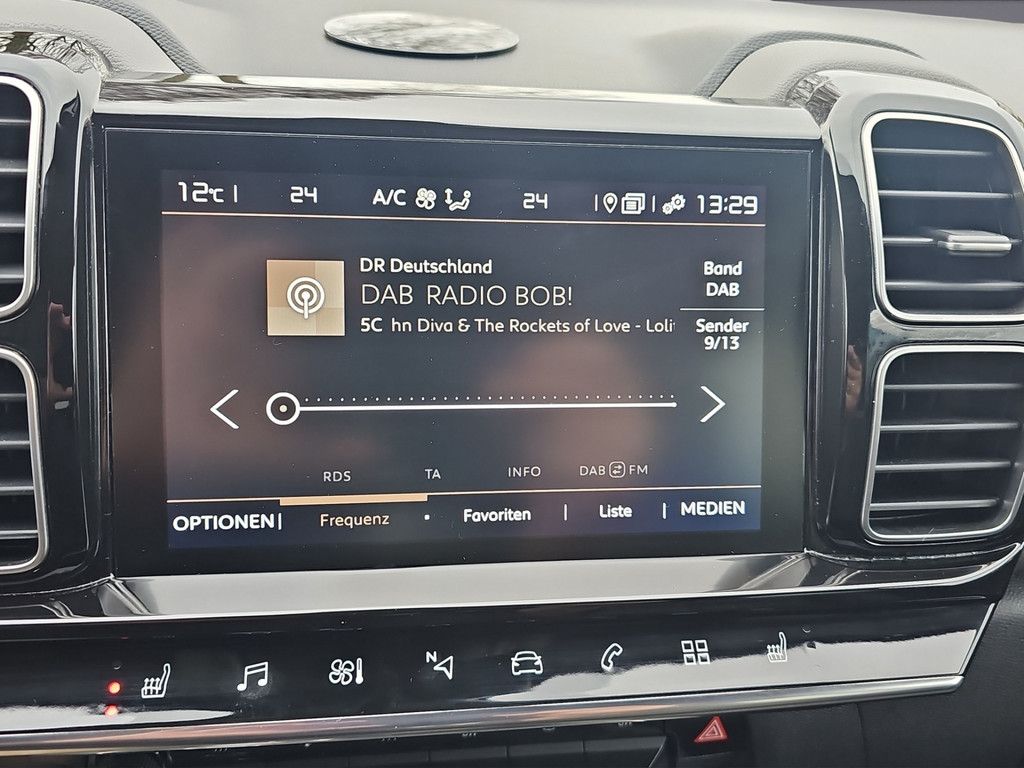 12°C | 24 A/C 24 | | 13:29
DR Deutschland
DAB RADIO BOB!
5C hn Diva & The Rockets of Love - Loli
Band
DAB
Sender
9/13
RDS TA INFO DAB FM
OPTIONEN | Frequenz · Favoriten | Liste | MEDIEN
N